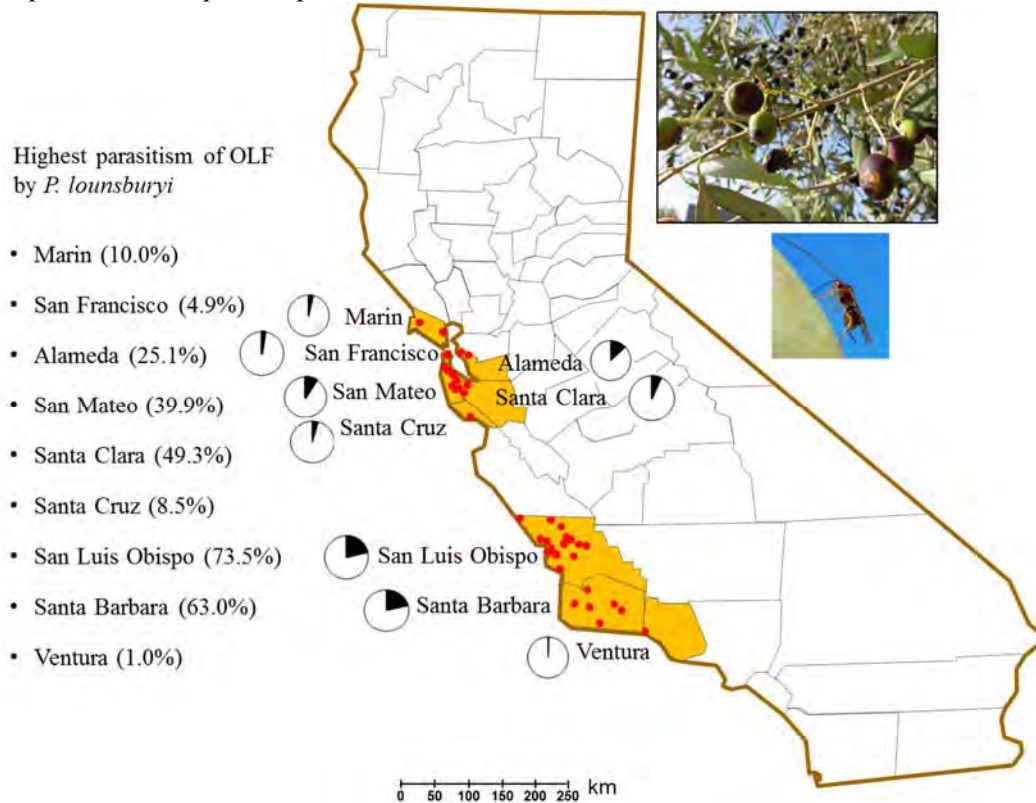 Highest parasitism of OLF
by P. lounsburyi
• Marin (10.0%)
• San Francisco (4.9%)
• Alameda (25.1%)
• San Mateo (39.9%)
• Santa Clara (49.3%)
• Santa Cruz (8.5%)
• San Luis Obispo (73.5%)
• Santa Barbara (63.0%)
• Ventura (1.0%)
Marin
San Francisco
Alameda
San Mateo
Santa Clara
Santa Cruz
San Luis Obispo
Santa Barbara
Ventura
km
0 50 100 150 200 250